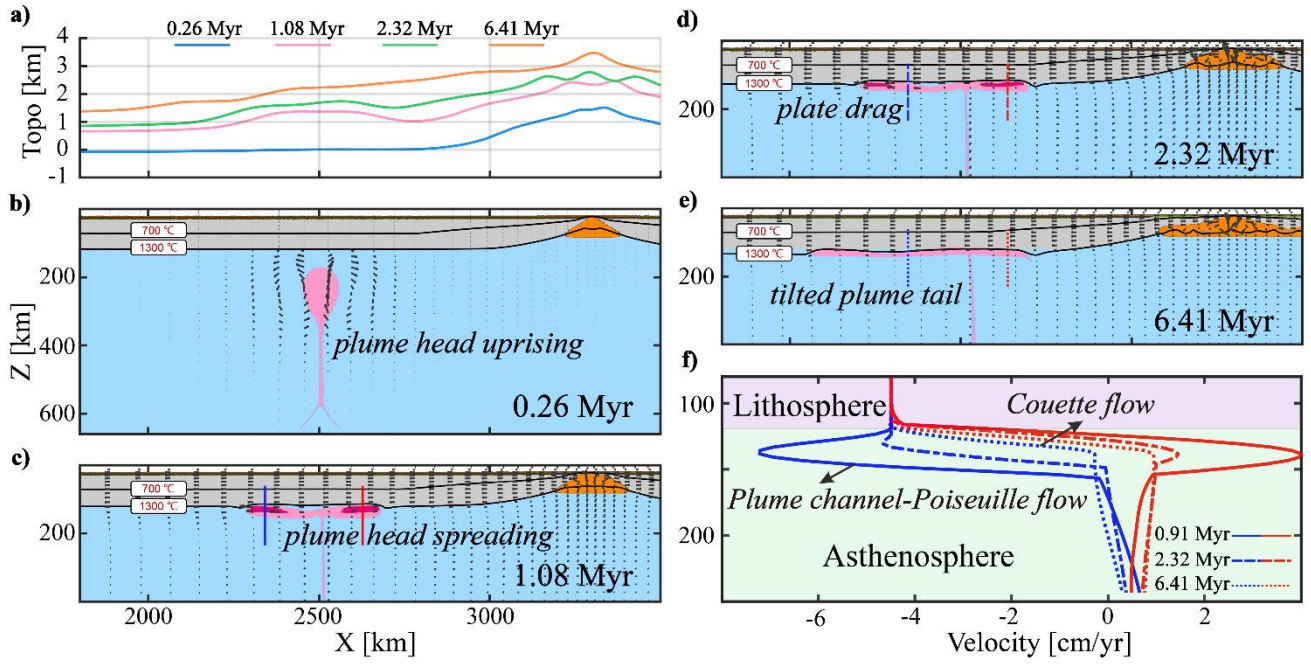 a)
0.26 Myr 1.08 Myr 2.32 Myr 6.41 Myr
4
3
2
1
0
-1
Topo [km]
b)
700 ℃
1300 ℃
200
400
600
Z [km]
plume head uprising
0.26 Myr
c)
700 ℃
1300 ℃
200
plume head spreading
1.08 Myr
2000 2500 3000
X [km]
d)
700 ℃
1300 ℃
200
plate drag
2.32 Myr
e)
700 ℃
1300 ℃
200
tilted plume tail
6.41 Myr
f)
100
200
Lithosphere
Couette flow
Plume channel-Poiseuille flow
Asthenosphere
0.91 Myr
2.32 Myr
6.41 Myr
-6 -4 -2 0 2
Velocity [cm/yr]